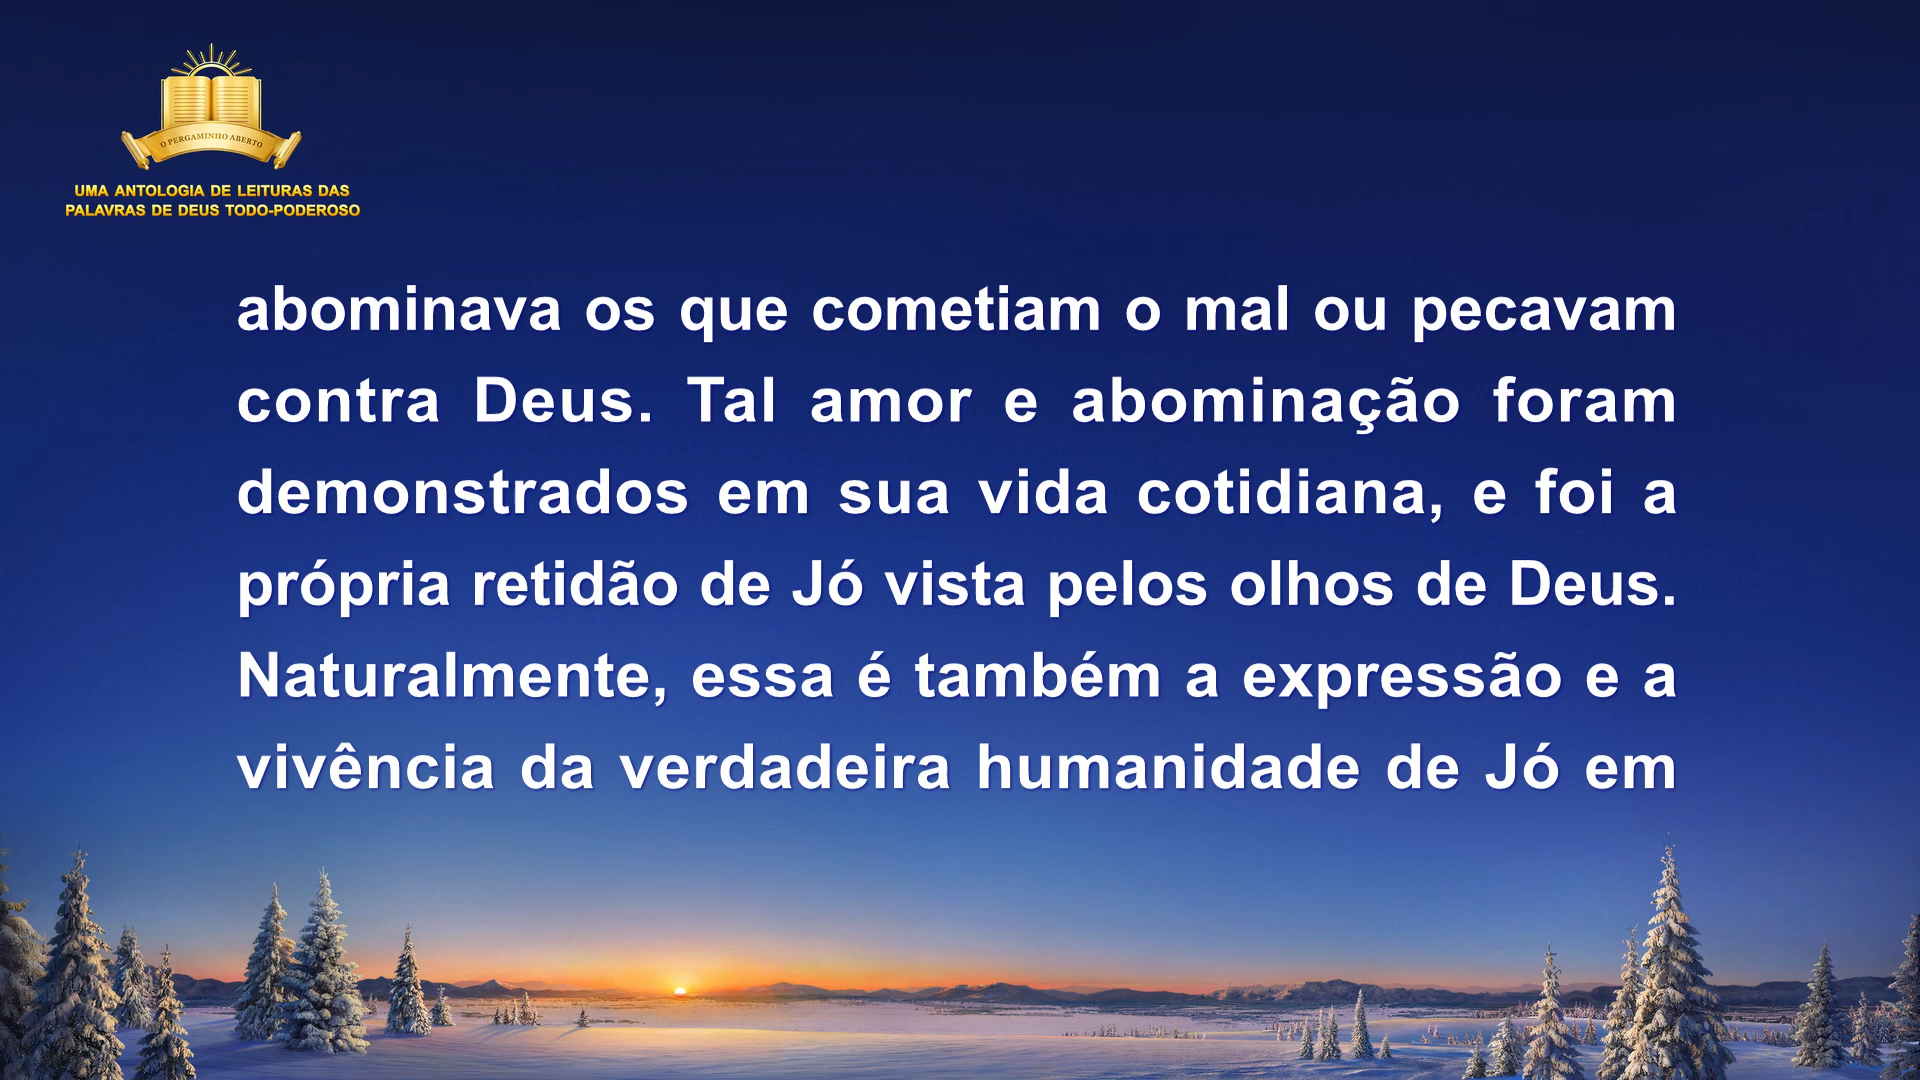 O PERGAMINHO ABERTO
UMA ANTOLOGIA DE LEITURAS DAS
PALAVRAS DE DEUS TODO-PODEROSO
abominava os que cometiam o mal ou pecavam
contra Deus. Tal amor e abominação foram
demonstrados em sua vida cotidiana, e foi a
própria retidão de Jó vista pelos olhos de Deus.
Naturalmente, essa é também a expressão e a
vivência da verdadeira humanidade de Jó em